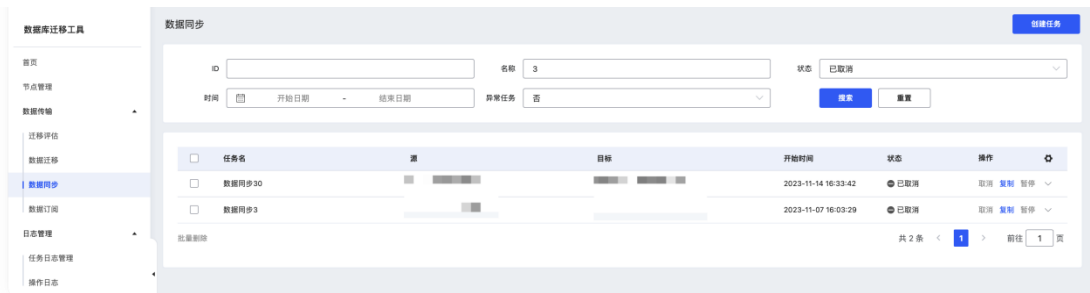 数据库迁移工具
首页
节点管理
数据传输
迁移评估
数据迁移
数据同步
数据订阅
日志管理
任务日志管理
操作日志
数据同步 创建任务
ID 名称 3 状态 已取消
时间 开始日期 - 结束日期 异常任务 否 搜索 重置
任务名 源 目标 开始时间 状态 操作
数据同步30 2023-11-14 16:33:42 已取消 取消 复制 暂停
数据同步3 2023-11-07 16:03:29 已取消 取消 复制 暂停
批量删除 共 2 条 < 1 > 前往 1 页